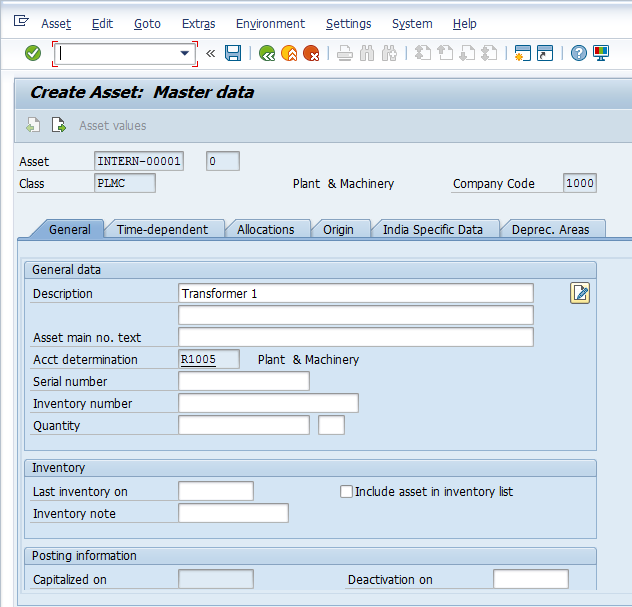 Asset Edit Goto Extras Environment Settings System Help
«
Create Asset: Master data
Asset values
Asset INTERN-00001 0
Class PLMC Plant & Machinery Company Code 1000
General Time-dependent Allocations Origin India Specific Data Deprec. Areas
General data
Description Transformer 1
Asset main no. text
Acct determination R1005 Plant & Machinery
Serial number
Inventory number
Quantity
Inventory
Last inventory on Include asset in inventory list
Inventory note
Posting information
Capitalized on Deactivation on